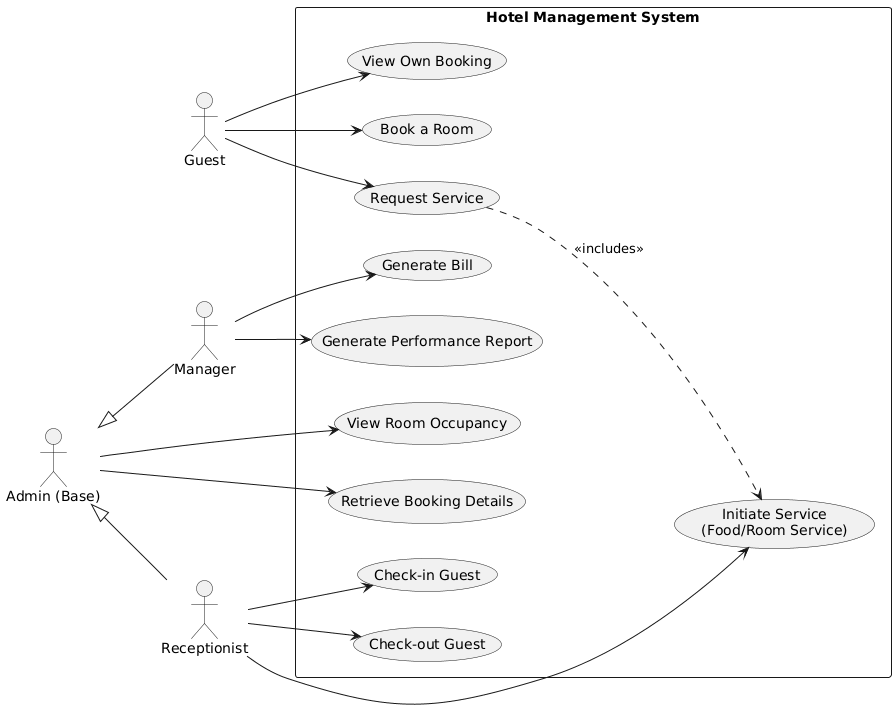 Hotel Management System
View Own Booking
Guest
Book a Room
Request Service
«includes»
Generate Bill
Manager
Generate Performance Report
View Room Occupancy
Admin (Base)
Retrieve Booking Details
Initiate Service
(Food/Room Service)
Check-in Guest
Receptionist
Check-out Guest